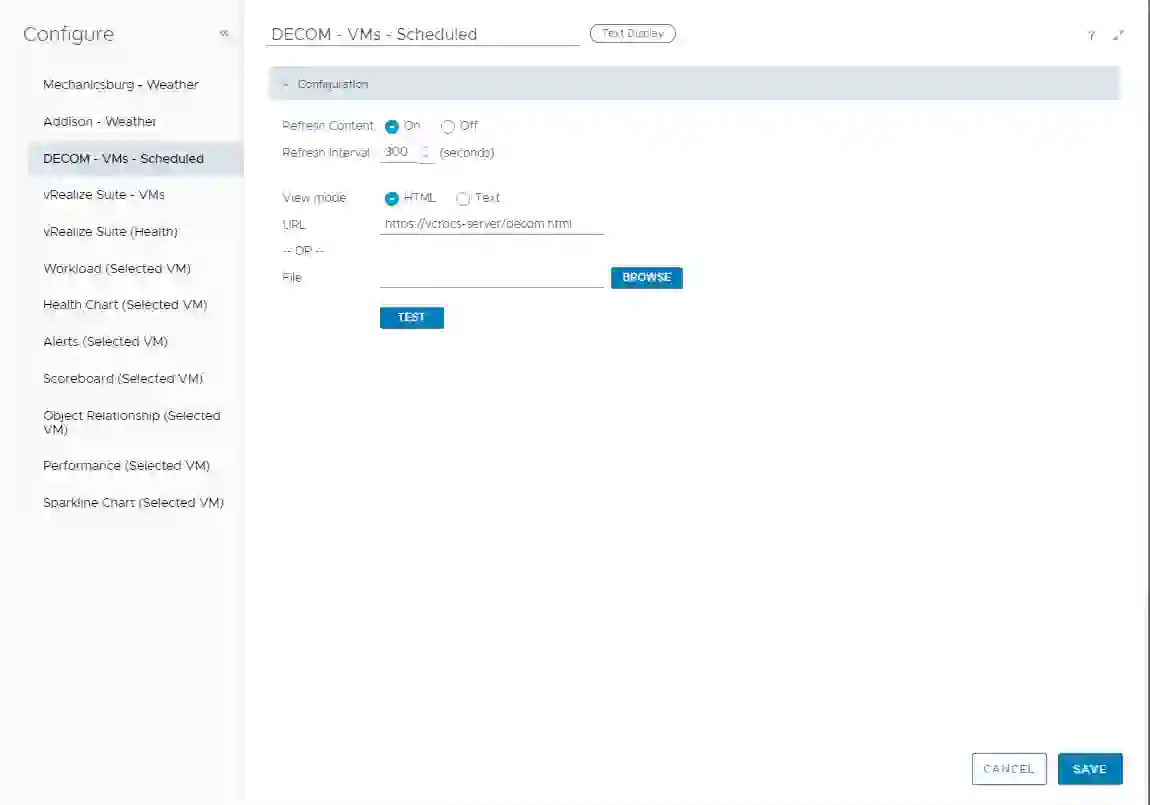 Configure «
Mechanicsburg - Weather
Addison - Weather
DECOM - VMs - Scheduled
vRealize Suite - VMs
vRealize Suite (Health)
Workload (Selected VM)
Health Chart (Selected VM)
Alerts (Selected VM)
Scoreboard (Selected VM)
Object Relationship (Selected
VM)
Performance (Selected VM)
Sparkline Chart (Selected VM)
DECOM - VMs - Scheduled Text Display ?
Configuration
Refresh Content On Off
Refresh Interval 300 (seconds)
View mode HTML Text
URL https://vcrocs-server/decom.html
-- OR --
File BROWSE
TEST
CANCEL SAVE